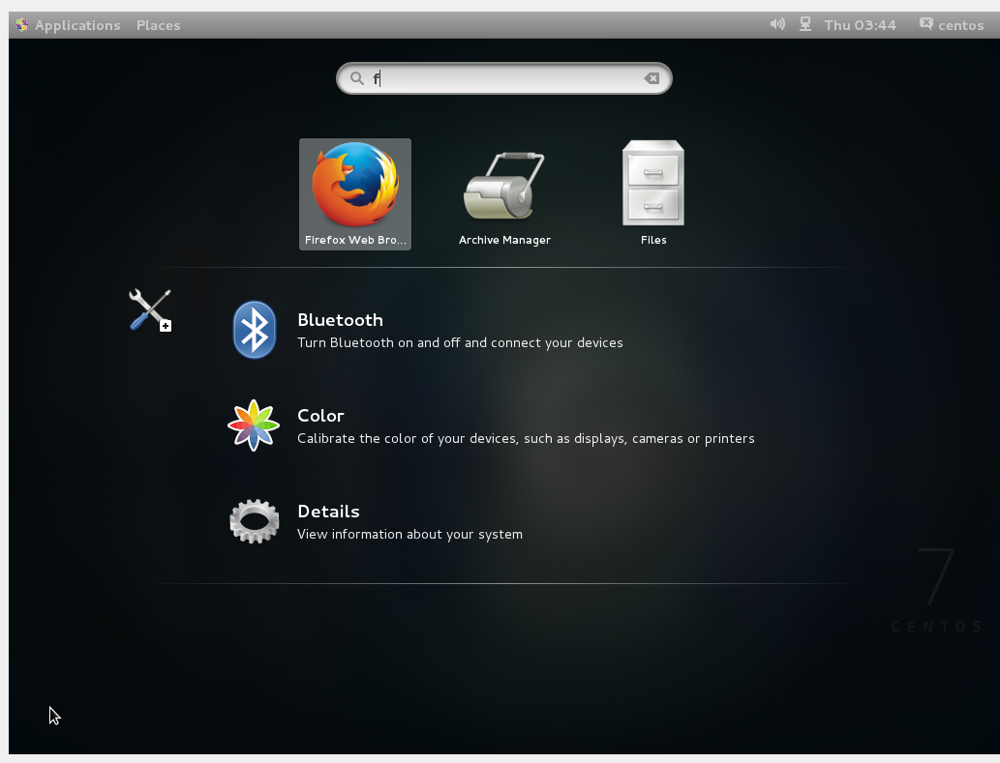 Applications Places Thu 03:44 centos
f
Firefox Web Bro... Archive Manager Files
Bluetooth
Turn Bluetooth on and off and connect your devices
Color
Calibrate the color of your devices, such as displays, cameras or printers
Details
View information about your system
7
CENTOS